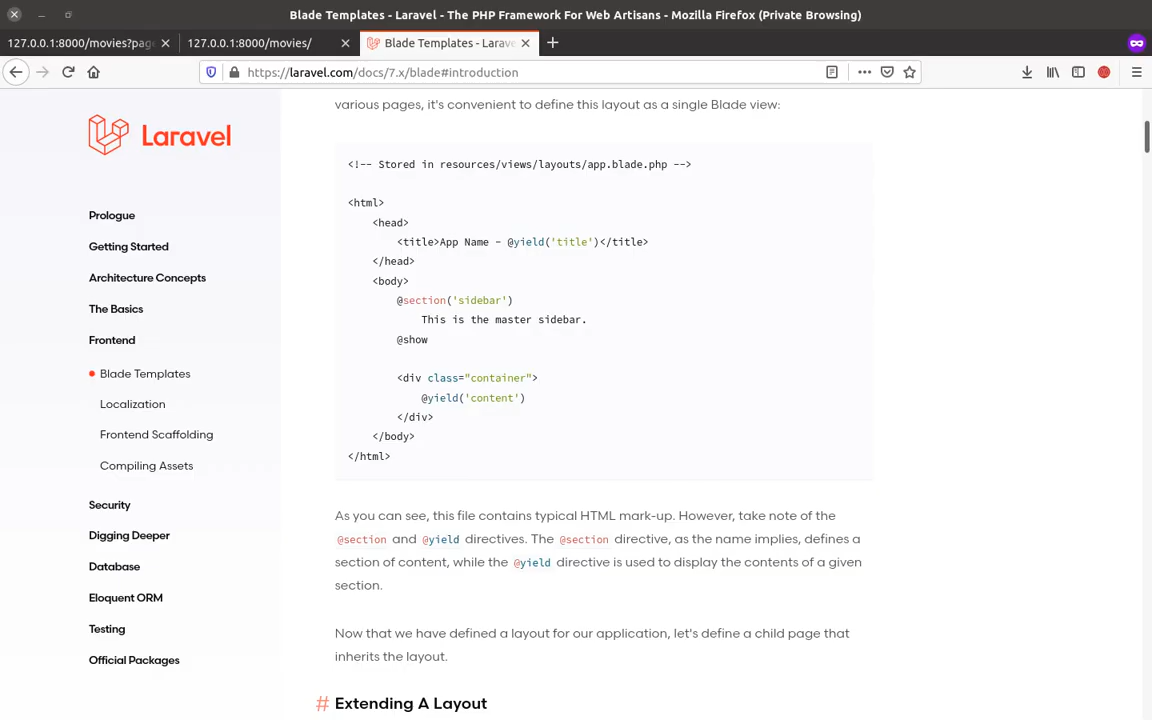 Blade Templates - Laravel - The PHP Framework For Web Artisans - Mozilla Firefox (Private Browsing)
127.0.0.1:8000/movies?pag
127.0.0.1:8000/movies/
Blade Templates - Larave
https://laravel.com/docs/7.x/blade#introduction
Laravel
Prologue
Getting Started
Architecture Concepts
The Basics
Frontend
Blade Templates
Localization
Frontend Scaffolding
Compiling Assets
Security
Digging Deeper
Database
Eloquent ORM
Testing
Official Packages
various pages, it's convenient to define this layout as a single Blade view:
<!-- Stored in resources/views/layouts/app.blade.php -->
<html>
    <head>
        <title>App Name - @yield('title')</title>
    </head>
    <body>
        @section('sidebar')
            This is the master sidebar.
        @show
        <div class="container">
            @yield('content')
        </div>
    </body>
</html>
As you can see, this file contains typical HTML mark-up. However, take note of the
@section and @yield directives. The @section directive, as the name implies, defines a
section of content, while the @yield directive is used to display the contents of a given
section.
Now that we have defined a layout for our application, let's define a child page that
inherits the layout.
# Extending A Layout